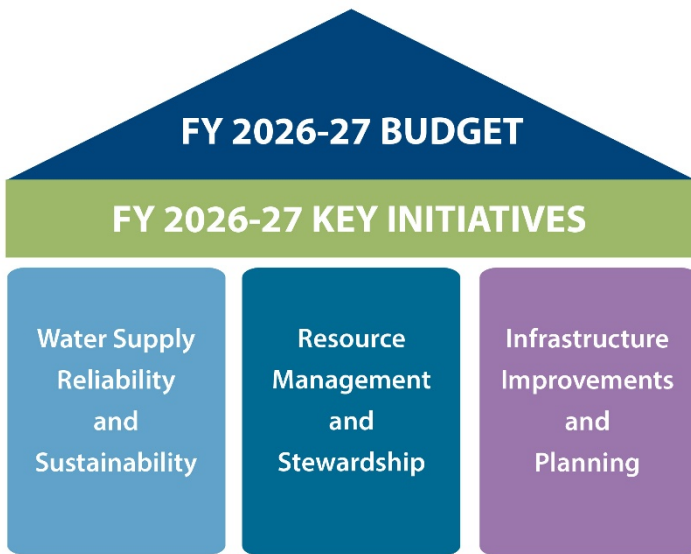 FY 2026-27 BUDGET
FY 2026-27 KEY INITIATIVES
Water Supply
Reliability
and
Sustainability
Resource
Management
and
Stewardship
Infrastructure
Improvements
and
Planning